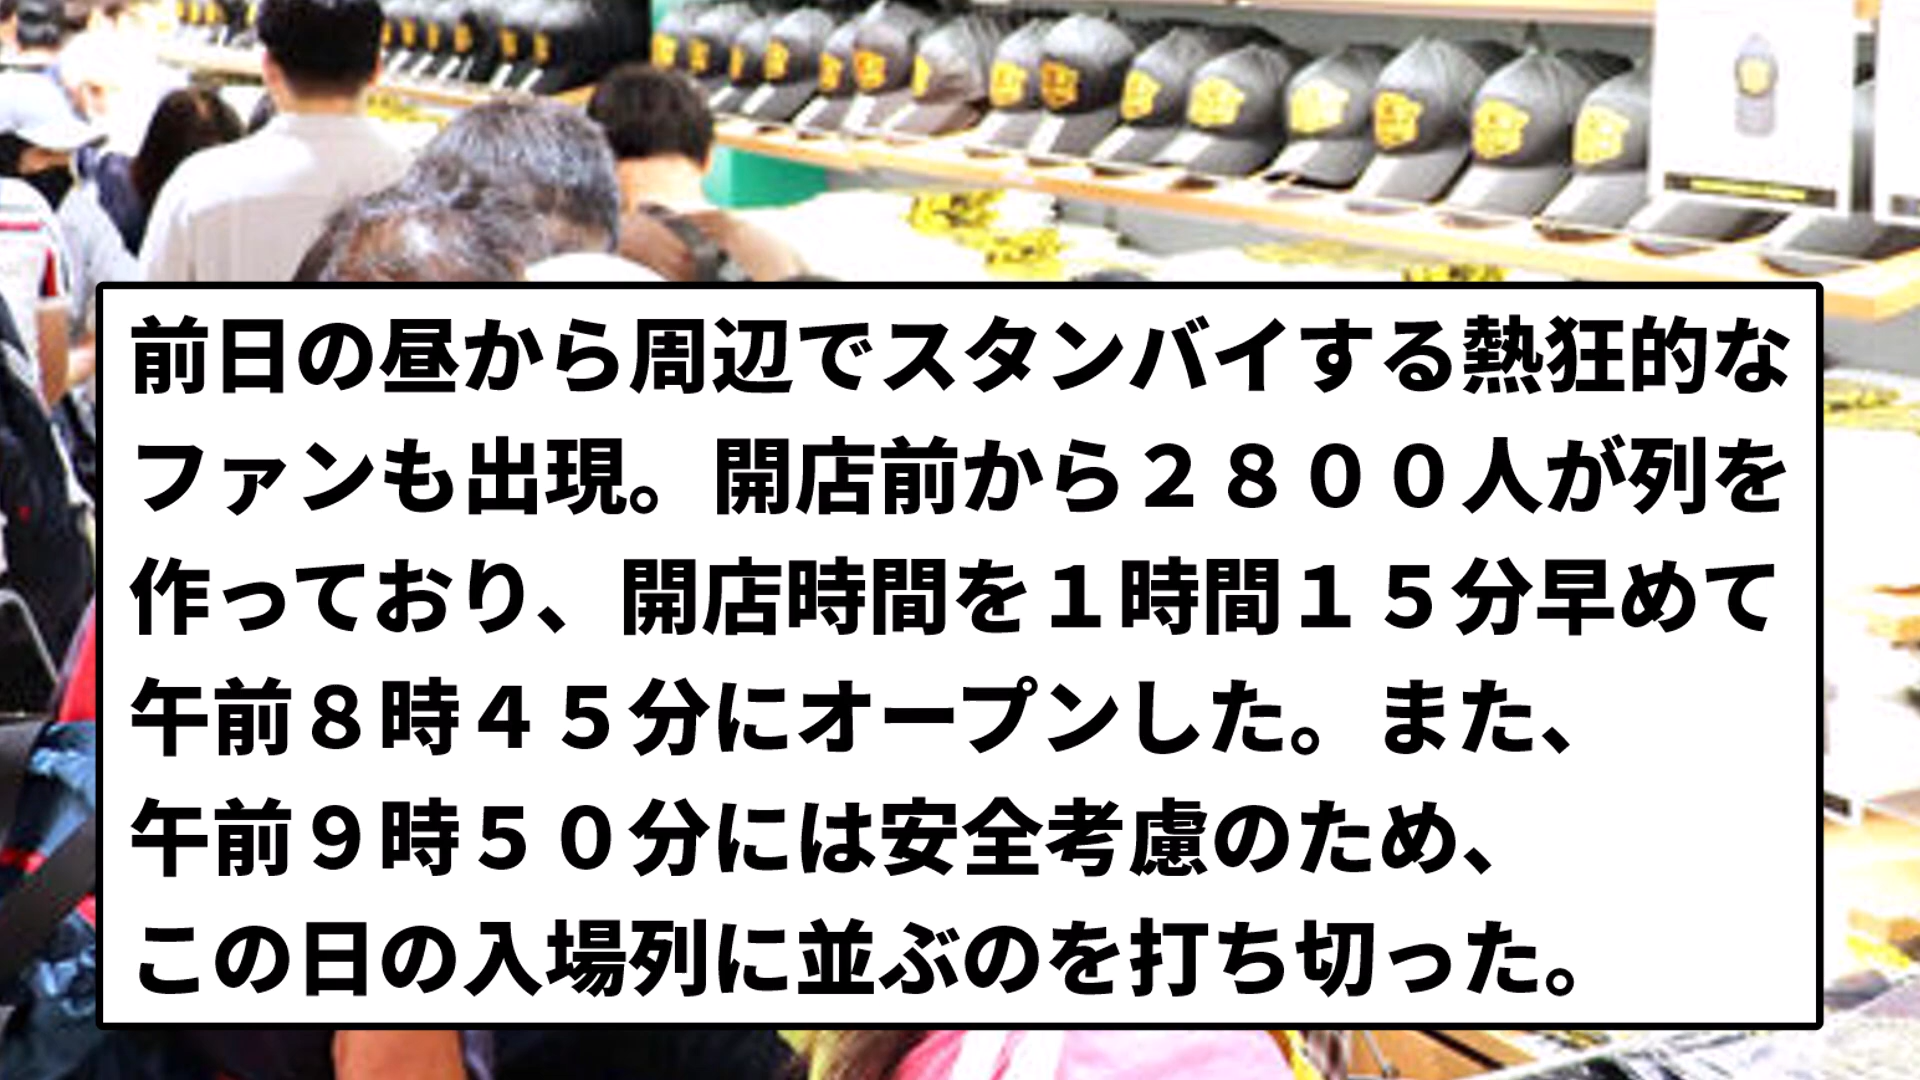 前日の昼から周辺でスタンバイする熱狂的な
ファンも出現。開店前から２８００人が列を
作っており、開店時間を１時間１５分早めて
午前８時４５分にオープンした。また、
午前９時５０分には安全考慮のため、
この日の入場列に並ぶのを打ち切った。